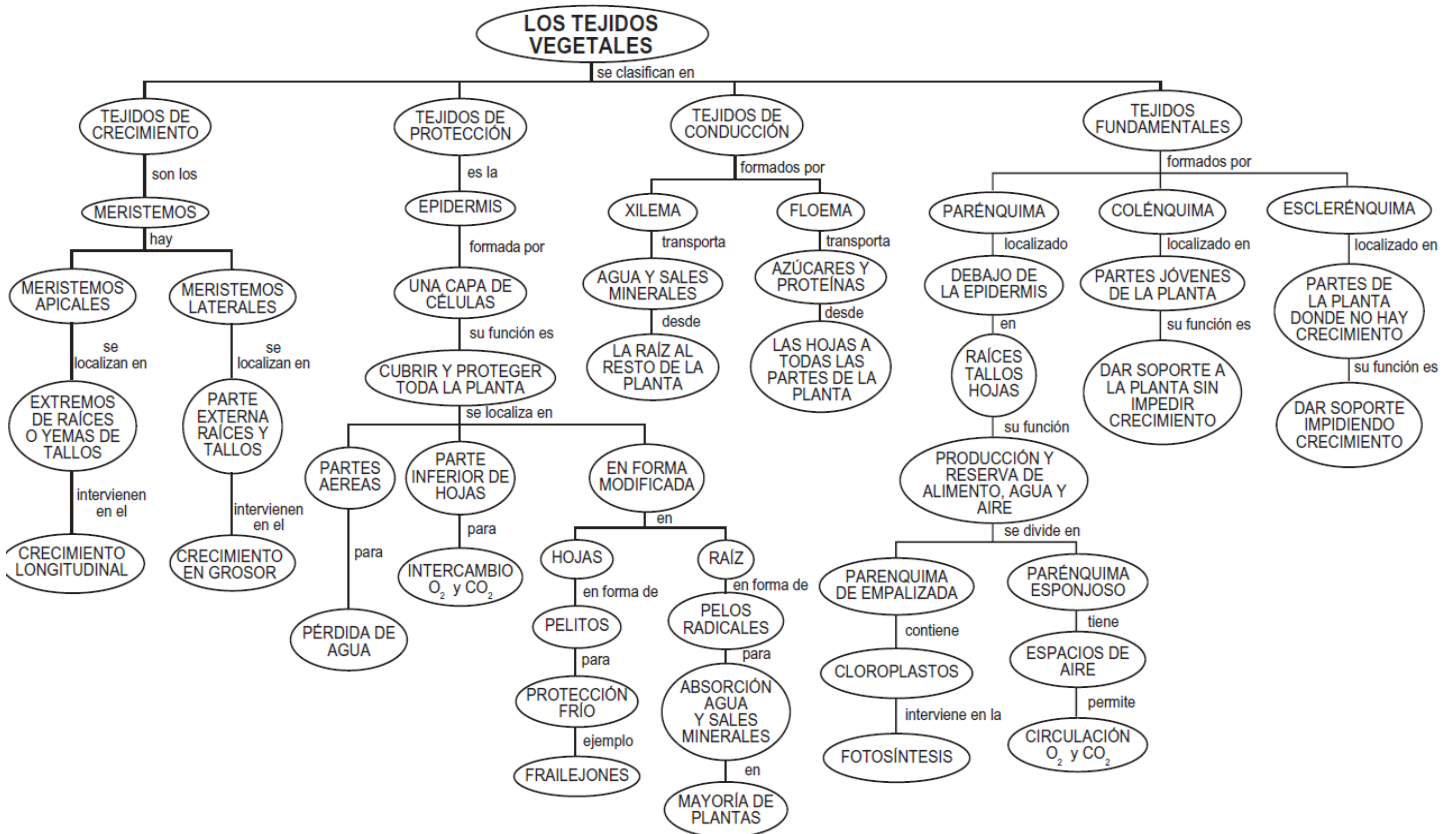 LOS TEJIDOS
VEGETALES
se clasifican en
TEJIDOS DE
CRECIMIENTO
son los
MERISTEMOS
hay
MERISTEMOS
APICALES
se
localizan en
EXTREMOS
DE RAÍCES
O YEMAS DE
TALLOS
intervienen
en el
CRECIMIENTO
LONGITUDINAL
MERISTEMOS
LATERALES
se
localizan en
PARTE
EXTERNA
RAÍCES Y
TALLOS
intervienen
en el
CRECIMIENTO
EN GROSOR
TEJIDOS DE
PROTECCIÓN
es la
EPIDERMIS
formada por
UNA CAPA DE
CÉLULAS
su función es
CUBRIR Y PROTEGER
TODA LA PLANTA
se localiza en
PARTES
AEREAS
para
PÉRDIDA DE
AGUA
PARTE
INFERIOR DE
HOJAS
para
INTERCAMBIO
O₂ y CO₂
EN FORMA
MODIFICADA
en
HOJAS
en forma de
PELITOS
para
PROTECCIÓN
FRÍO
ejemplo
FRAILEJONES
RAÍZ
en forma de
PELOS
RADICALES
para
ABSORCIÓN
AGUA
Y SALES
MINERALES
en
MAYORÍA DE
PLANTAS
TEJIDOS DE
CONDUCCIÓN
formados por
XILEMA
transporta
AGUA Y SALES
MINERALES
desde
LA RAÍZ AL
RESTO DE LA
PLANTA
FLOEMA
transporta
AZÚCARES Y
PROTEÍNAS
desde
LAS HOJAS A
TODAS LAS
PARTES DE LA
PLANTA
TEJIDOS
FUNDAMENTALES
formados por
PARÉNQUIMA
localizado
DEBAJO DE
LA EPIDERMIS
en
RAÍCES
TALLOS
HOJAS
su función
PRODUCCIÓN Y
RESERVA DE
ALIMENTO, AGUA Y
AIRE
se divide en
PARENQUIMA
DE EMPALIZADA
contiene
CLOROPLASTOS
interviene en la
FOTOSÍNTESIS
PARÉNQUIMA
ESPONJOSO
tiene
ESPACIOS DE
AIRE
permite
CIRCULACIÓN
O₂ y CO₂
COLÉNQUIMA
localizado en
PARTES JÓVENES
DE LA PLANTA
su función es
DAR SOPORTE A
LA PLANTA SIN
IMPEDIR
CRECIMIENTO
ESCLERÉNQUIMA
localizado en
PARTES DE
LA PLANTA
DONDE NO HAY
CRECIMIENTO
su función es
DAR SOPORTE
IMPIDIENDO
CRECIMIENTO